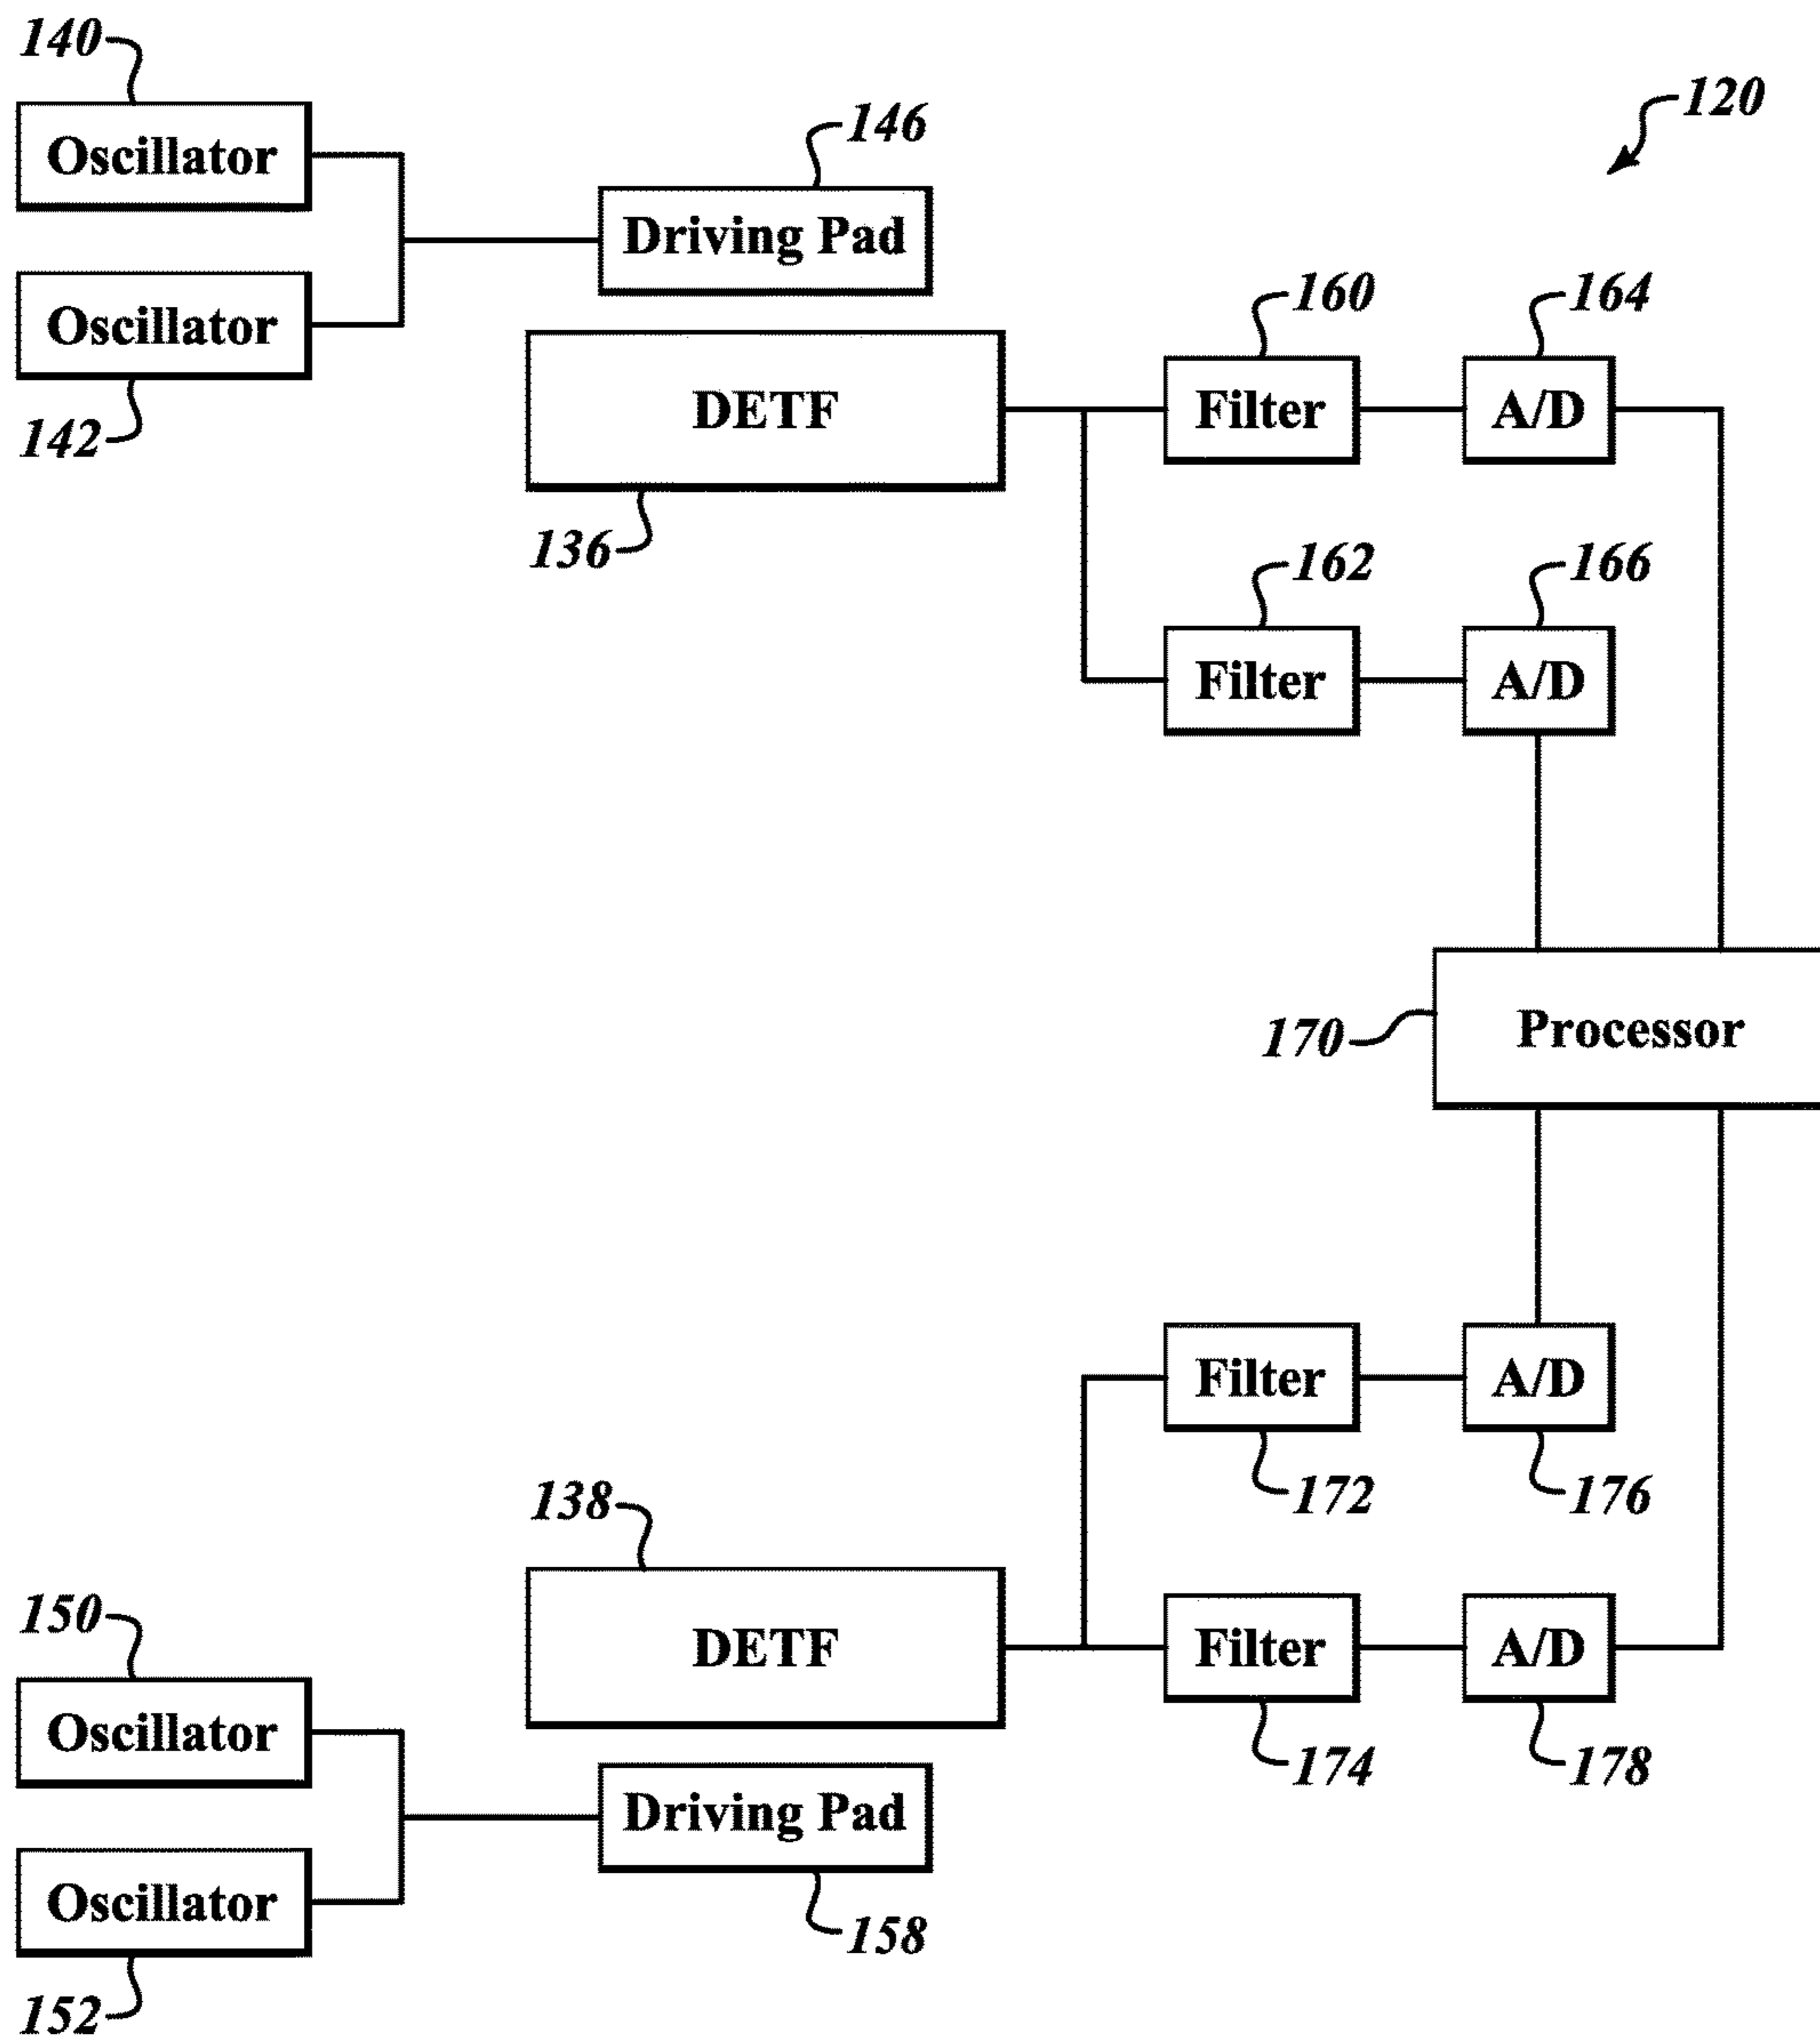 140
120
146
Oscillator
Driving Pad
Oscillator
160
164
142
DETF
Filter
A/D
136
162
166
Filter
A/D
170
Processor
Filter
A/D
138
172
176
150
DETF
Filter
A/D
Oscillator
174
178
Driving Pad
Oscillator
158
152